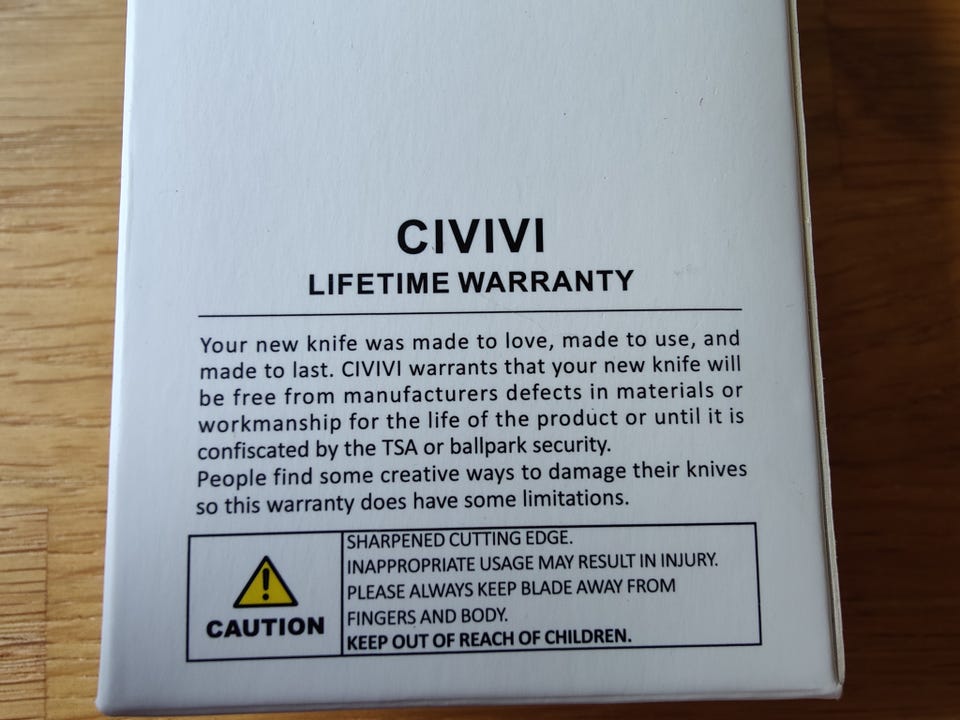 CIVIVI
LIFETIME WARRANTY
Your new knife was made to love, made to use, and
made to last. CIVIVI warrants that your new knife will
be free from manufacturers defects in materials or
workmanship for the life of the product or until it is
confiscated by the TSA or ballpark security.
People find some creative ways to damage their knives
so this warranty does have some limitations.
CAUTION
SHARPENED CUTTING EDGE.
INAPPROPRIATE USAGE MAY RESULT IN INJURY.
PLEASE ALWAYS KEEP BLADE AWAY FROM
FINGERS AND BODY.
KEEP OUT OF REACH OF CHILDREN.